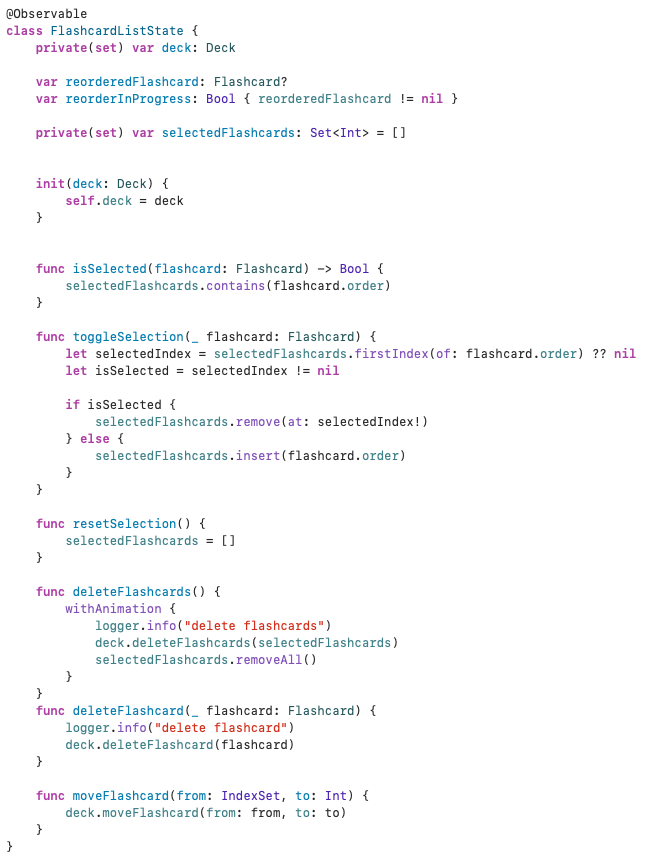 @Observable
class FlashcardListState {
    private(set) var deck: Deck
    var reorderedFlashcard: Flashcard?
    var reorderInProgress: Bool { reorderedFlashcard != nil }
    private(set) var selectedFlashcards: Set<Int> = []
    init(deck: Deck) {
        self.deck = deck
    }
    func isSelected(flashcard: Flashcard) -> Bool {
        selectedFlashcards.contains(flashcard.order)
    }
    func toggleSelection(_ flashcard: Flashcard) {
        let selectedIndex = selectedFlashcards.firstIndex(of: flashcard.order) ?? nil
        let isSelected = selectedIndex != nil
        if isSelected {
            selectedFlashcards.remove(at: selectedIndex!)
        } else {
            selectedFlashcards.insert(flashcard.order)
        }
    }
    func resetSelection() {
        selectedFlashcards = []
    }
    func deleteFlashcards() {
        withAnimation {
            logger.info("delete flashcards")
            deck.deleteFlashcards(selectedFlashcards)
            selectedFlashcards.removeAll()
        }
    }
    func deleteFlashcard(_ flashcard: Flashcard) {
        logger.info("delete flashcard")
        deck.deleteFlashcard(flashcard)
    }
    func moveFlashcard(from: IndexSet, to: Int) {
        deck.moveFlashcard(from: from, to: to)
    }
}